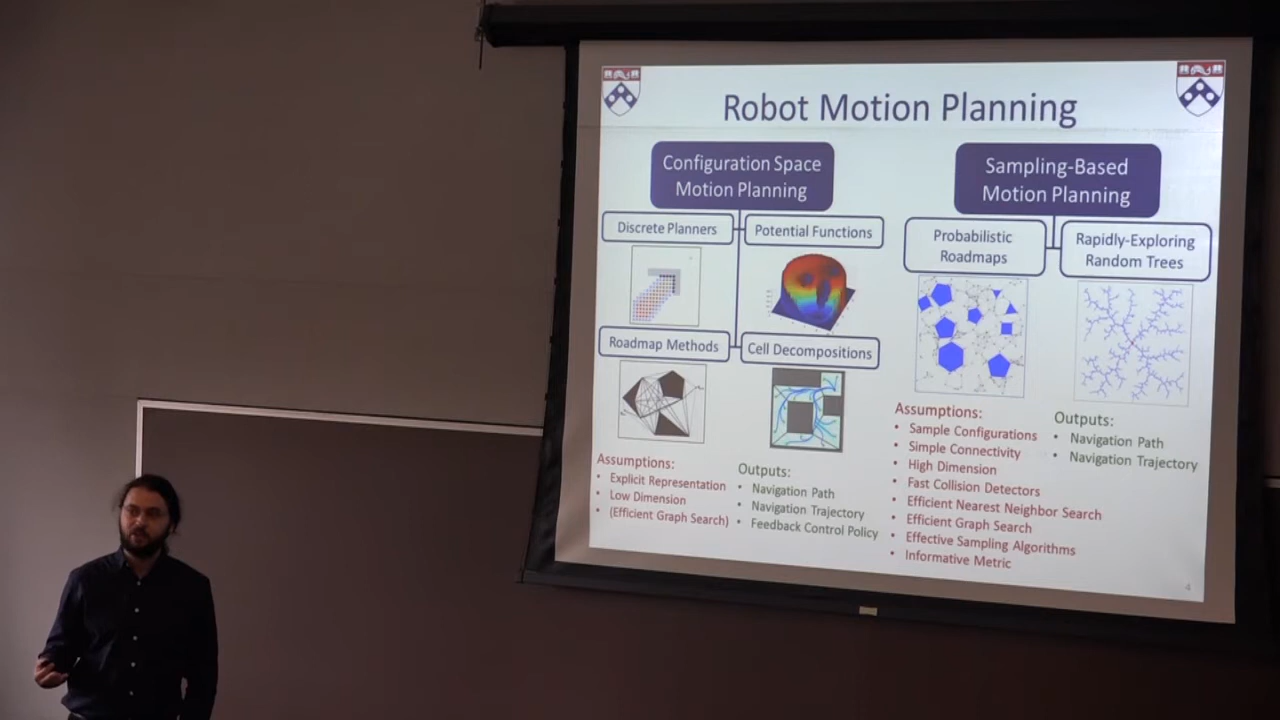 Robot Motion Planning
Configuration Space
Motion Planning
Discrete Planners
Potential Functions
Roadmap Methods
Cell Decompositions
Assumptions:
• Explicit Representation
• Low Dimension
• (Efficient Graph Search)
Outputs:
• Navigation Path
• Navigation Trajectory
• Feedback Control Policy
Sampling-Based
Motion Planning
Probabilistic
Roadmaps
Rapidly-Exploring
Random Trees
Assumptions:
• Sample Configurations
• Simple Connectivity
• High Dimension
• Fast Collision Detectors
• Efficient Nearest Neighbor Search
• Efficient Graph Search
• Effective Sampling Algorithms
• Informative Metric
Outputs:
• Navigation Path
• Navigation Trajectory
4